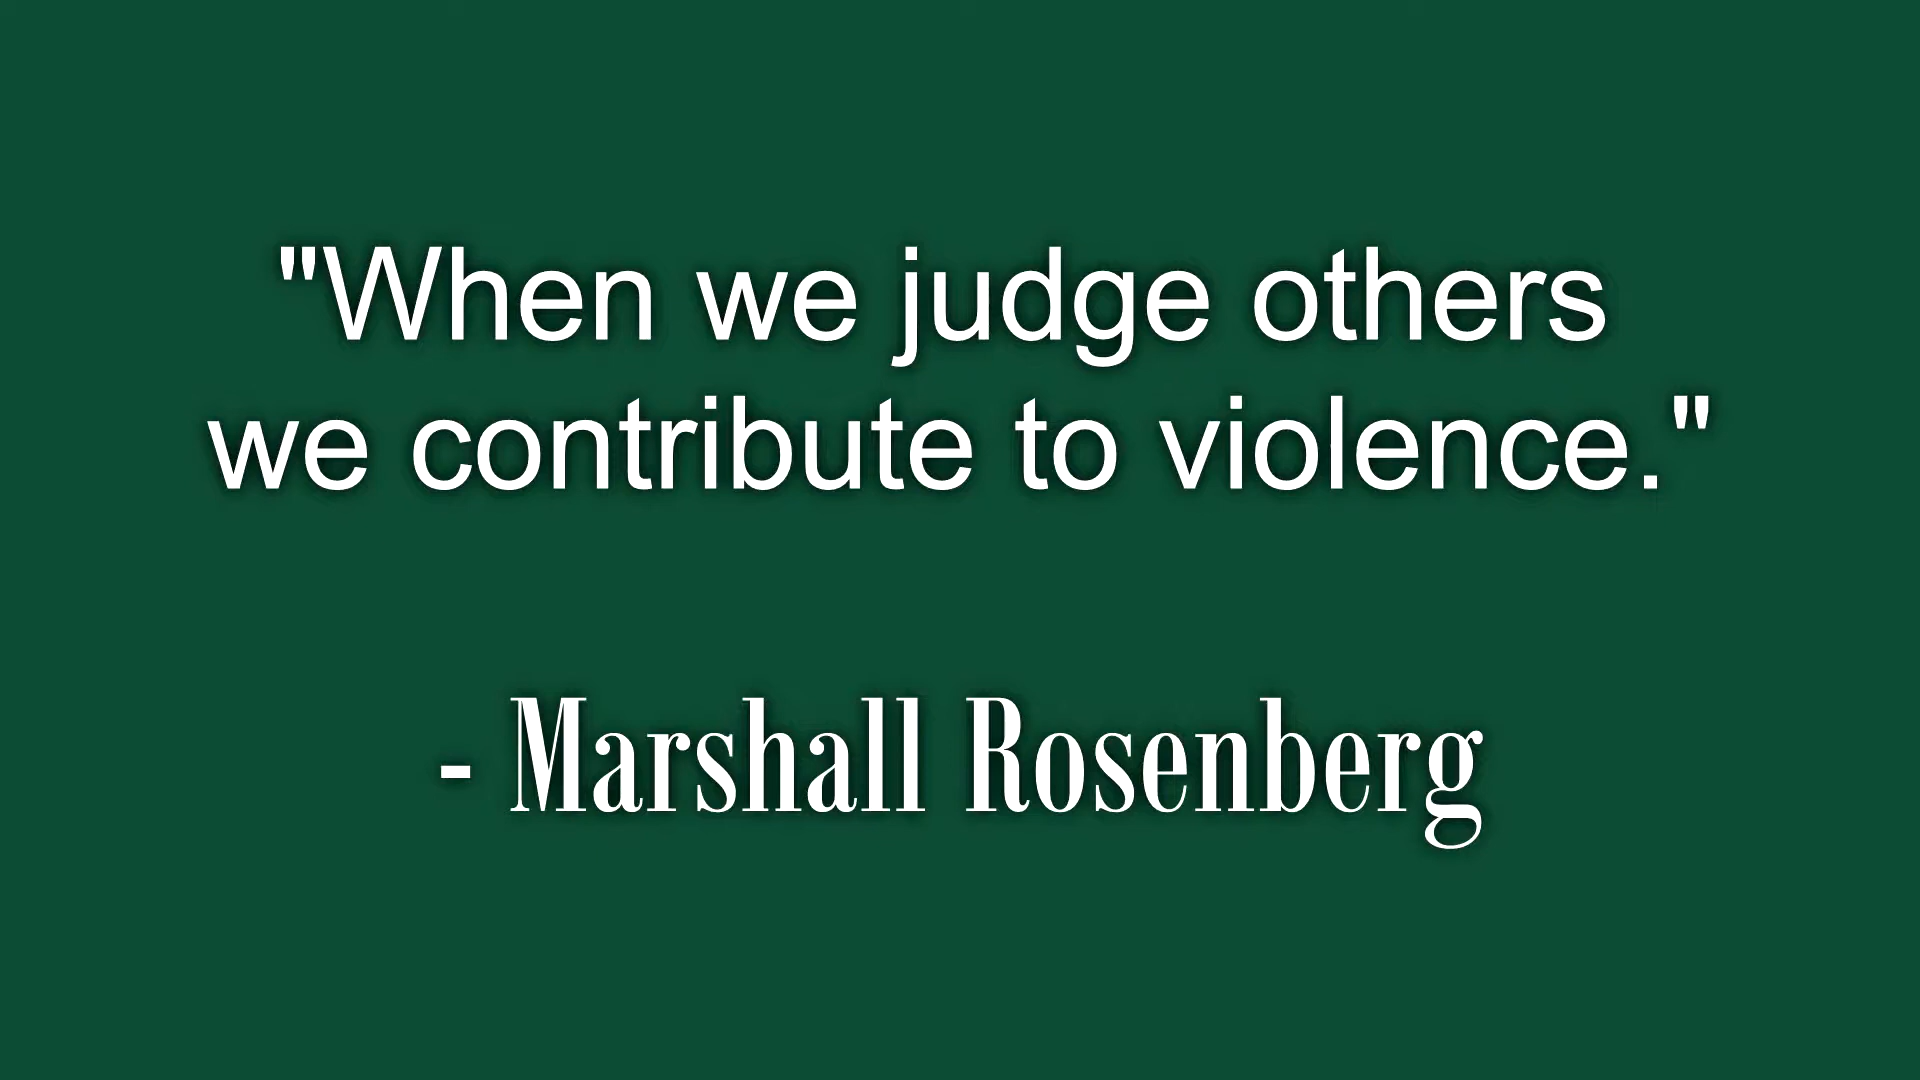 "When we judge others
we contribute to violence."
- Marshall Rosenberg